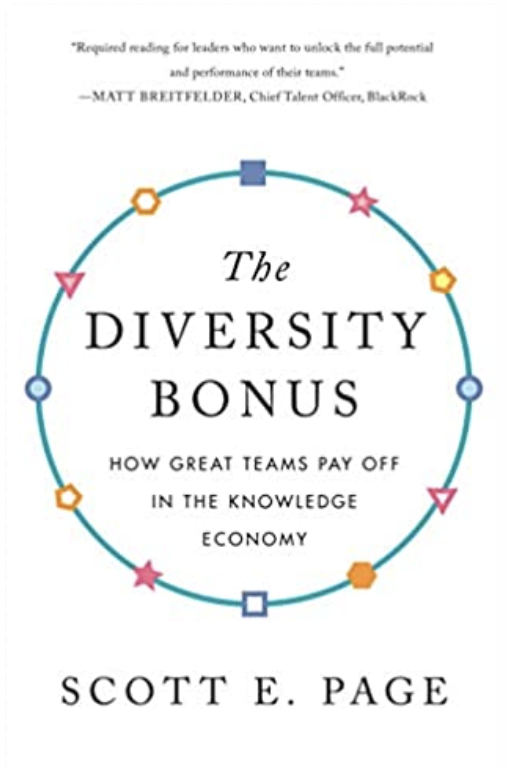 "Required reading for leaders who want to unlock the full potential
and performance of their teams."
—MATT BREITFELDER, Chief Talent Officer, BlackRock
The
DIVERSITY
BONUS
HOW GREAT TEAMS PAY OFF
IN THE KNOWLEDGE
ECONOMY
SCOTT E. PAGE